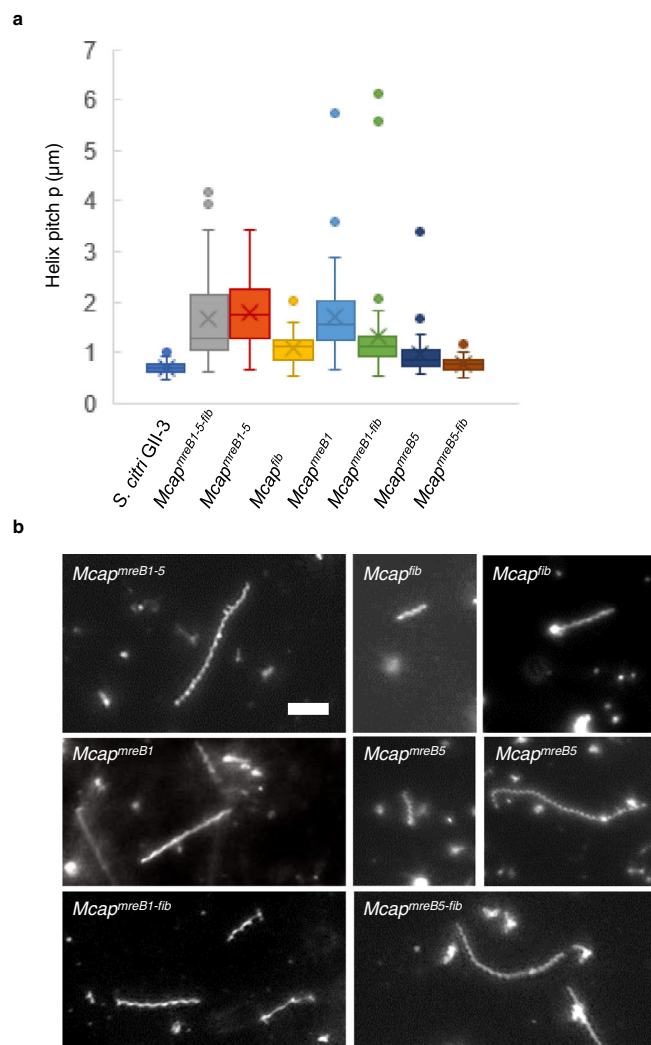 a
7
6
5
4
3
2
1
0
Helix pitch p (µm)
S. citri GII-3
Mcap^mreB1-5-fib
Mcap^mreB1-5
Mcap^fib
Mcap^mreB1
Mcap^mreB1-fib
Mcap^mreB5
Mcap^mreB5-fib
b
Mcap^mreB1-5
Mcap^fib
Mcap^fib
Mcap^mreB1
Mcap^mreB5
Mcap^mreB5
Mcap^mreB1-fib
Mcap^mreB5-fib